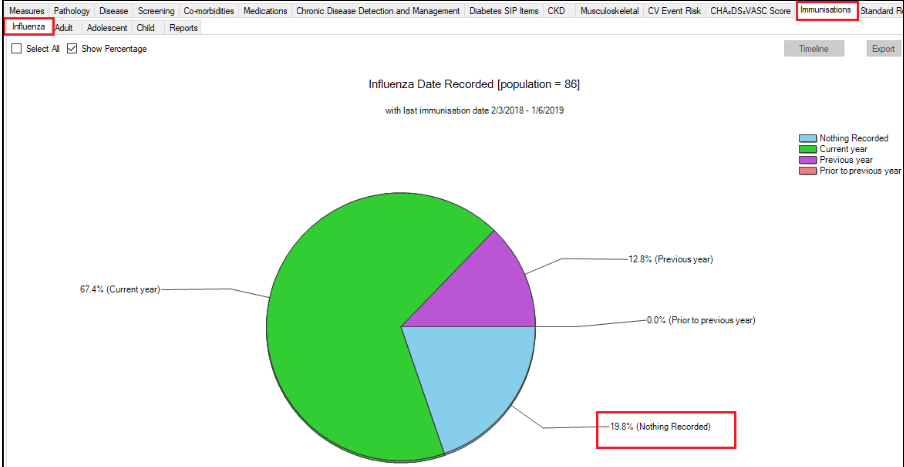 Measures Pathology Disease Screening Co-morbidities Medications Chronic Disease Detection and Management Diabetes SIP Items CKD Musculoskeletal CV Event Risk CHA₂DS₂VASC Score Immunisations Standard R
Influenza Adult Adolescent Child Reports
Select All Show Percentage Timeline Export
Influenza Date Recorded [population = 86]
with last immunisation date 2/3/2018 - 1/6/2019
Nothing Recorded
Current year
Previous year
Prior to previous year
12.8% (Previous year)
67.4% (Current year)
0.0% (Prior to previous year)
19.8% (Nothing Recorded)